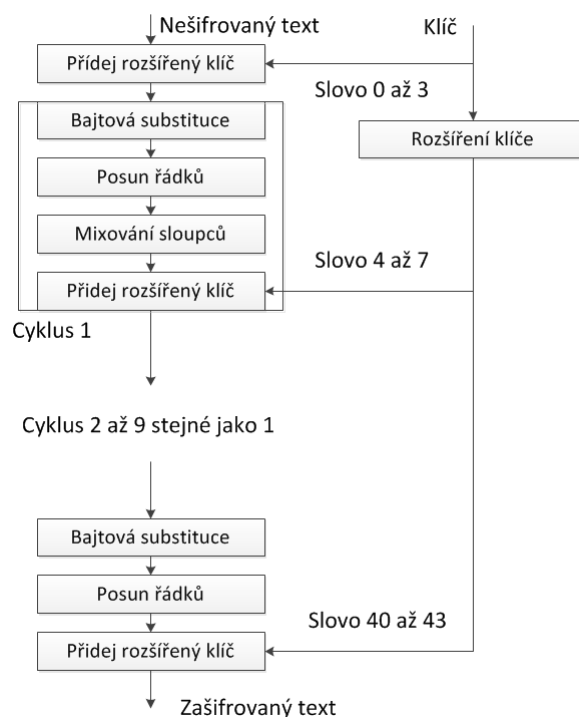 Nešifrovaný text
Klíč
Přídej rozšířený klíč
Slovo 0 až 3
Bajtová substituce
Rozšíření klíče
Posun řádků
Mixování sloupců
Slovo 4 až 7
Přidej rozšířený klíč
Cyklus 1
Cyklus 2 až 9 stejné jako 1
Bajtová substituce
Posun řádků
Slovo 40 až 43
Přidej rozšířený klíč
Zašifrovaný text